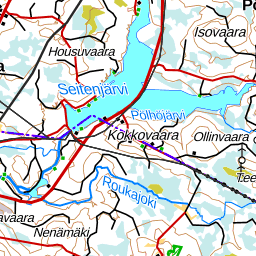 Isovaara
Housuvaara
Seitenjärvi
Pölhöjärvi
Kokkovaara
Ollinvaara
Roukajoki
Nenämäki